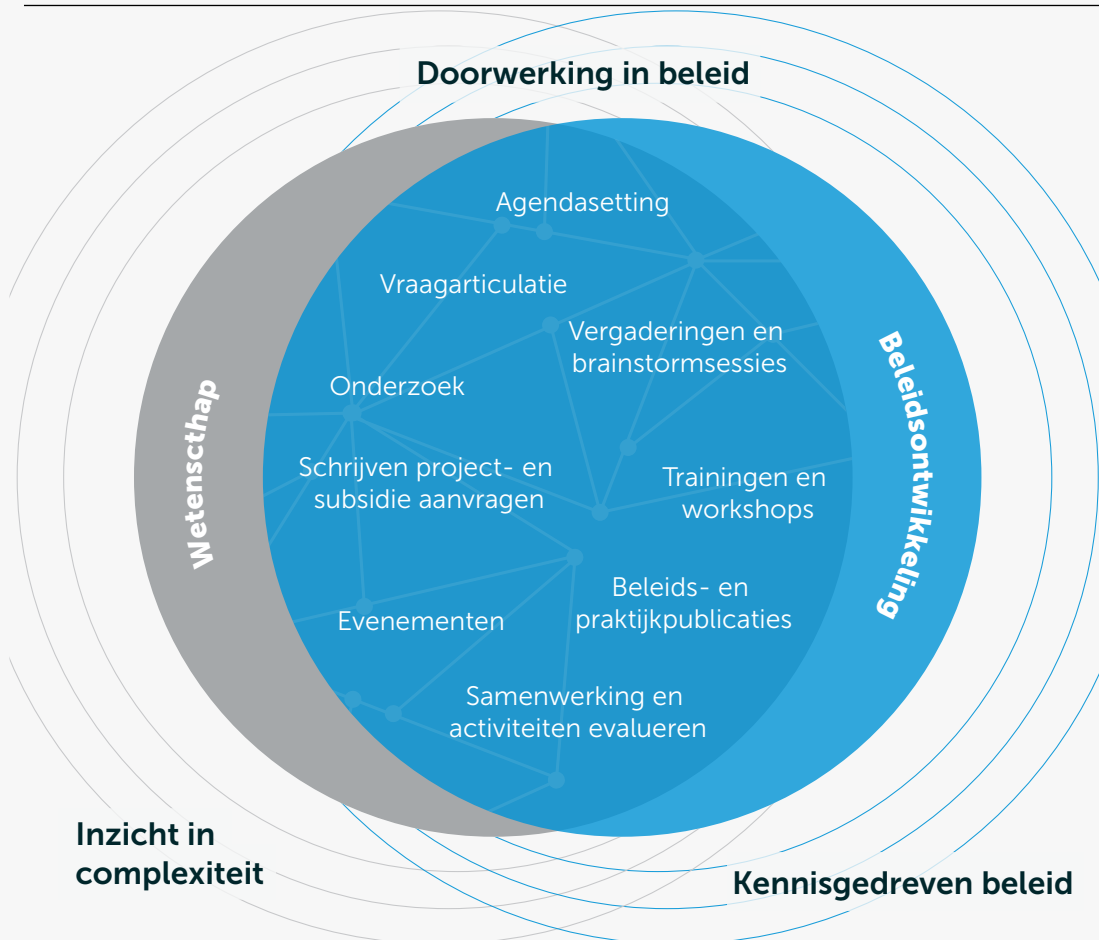 Doorwerking in beleid
Agendasetting
Vraagarticulatie
Vergaderingen en
brainstormsessies
Onderzoek
Schrijven project- en
subsidie aanvragen
Trainingen en
workshops
Beleids- en
praktijkpublicaties
Evenementen
Samenwerking en
activiteiten evalueren
Wetenscthap
Beleidsontwikkeling
Inzicht in
complexiteit
Kennisgedreven beleid